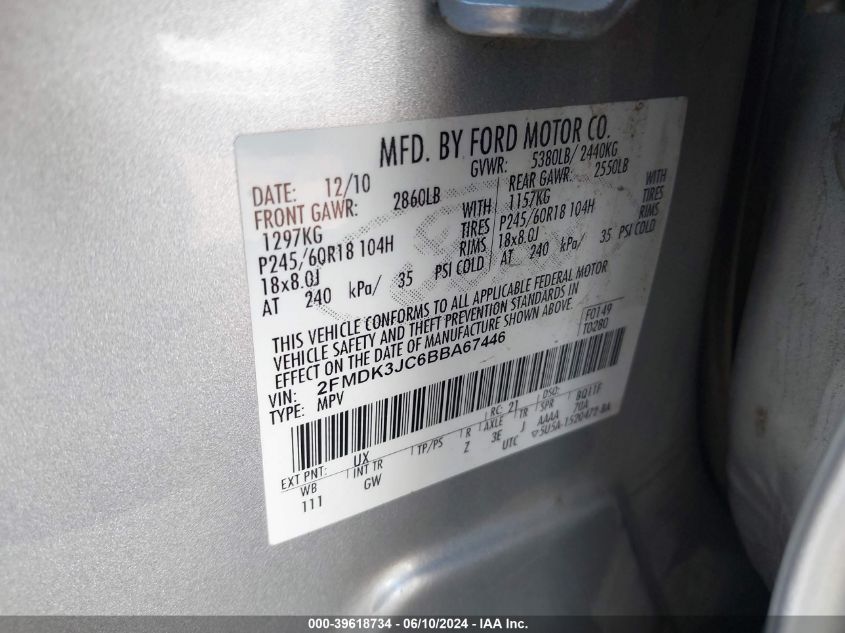 MFD. BY FORD MOTOR CO.
DATE: 12/10 GVWR: 5380LB/ 2440KG
FRONT GAWR: 2860LB REAR GAWR: 2550LB
1297KG WITH 1157KG WITH
P245/60R18 104H TIRES P245/60R18 104H TIRES
18x8.0J RIMS 18x8.0J RIMS
AT 240 kPa/ 35 PSI COLD AT 240 kPa/ 35 PSI COLD
THIS VEHICLE CONFORMS TO ALL APPLICABLE FEDERAL MOTOR
VEHICLE SAFETY AND THEFT PREVENTION STANDARDS IN
EFFECT ON THE DATE OF MANUFACTURE SHOWN ABOVE.
F0149
T0280
VIN: 2FMDK3JC6BBA67446
TYPE: MPV
EXT PNT: UX RC: 21 DSO:
WB INT TR TP/PS R AXLE TR SPR
111 GW Z 3E J AAAA 70A
UTC
000-39618734 - 06/10/2024 - IAA Inc.